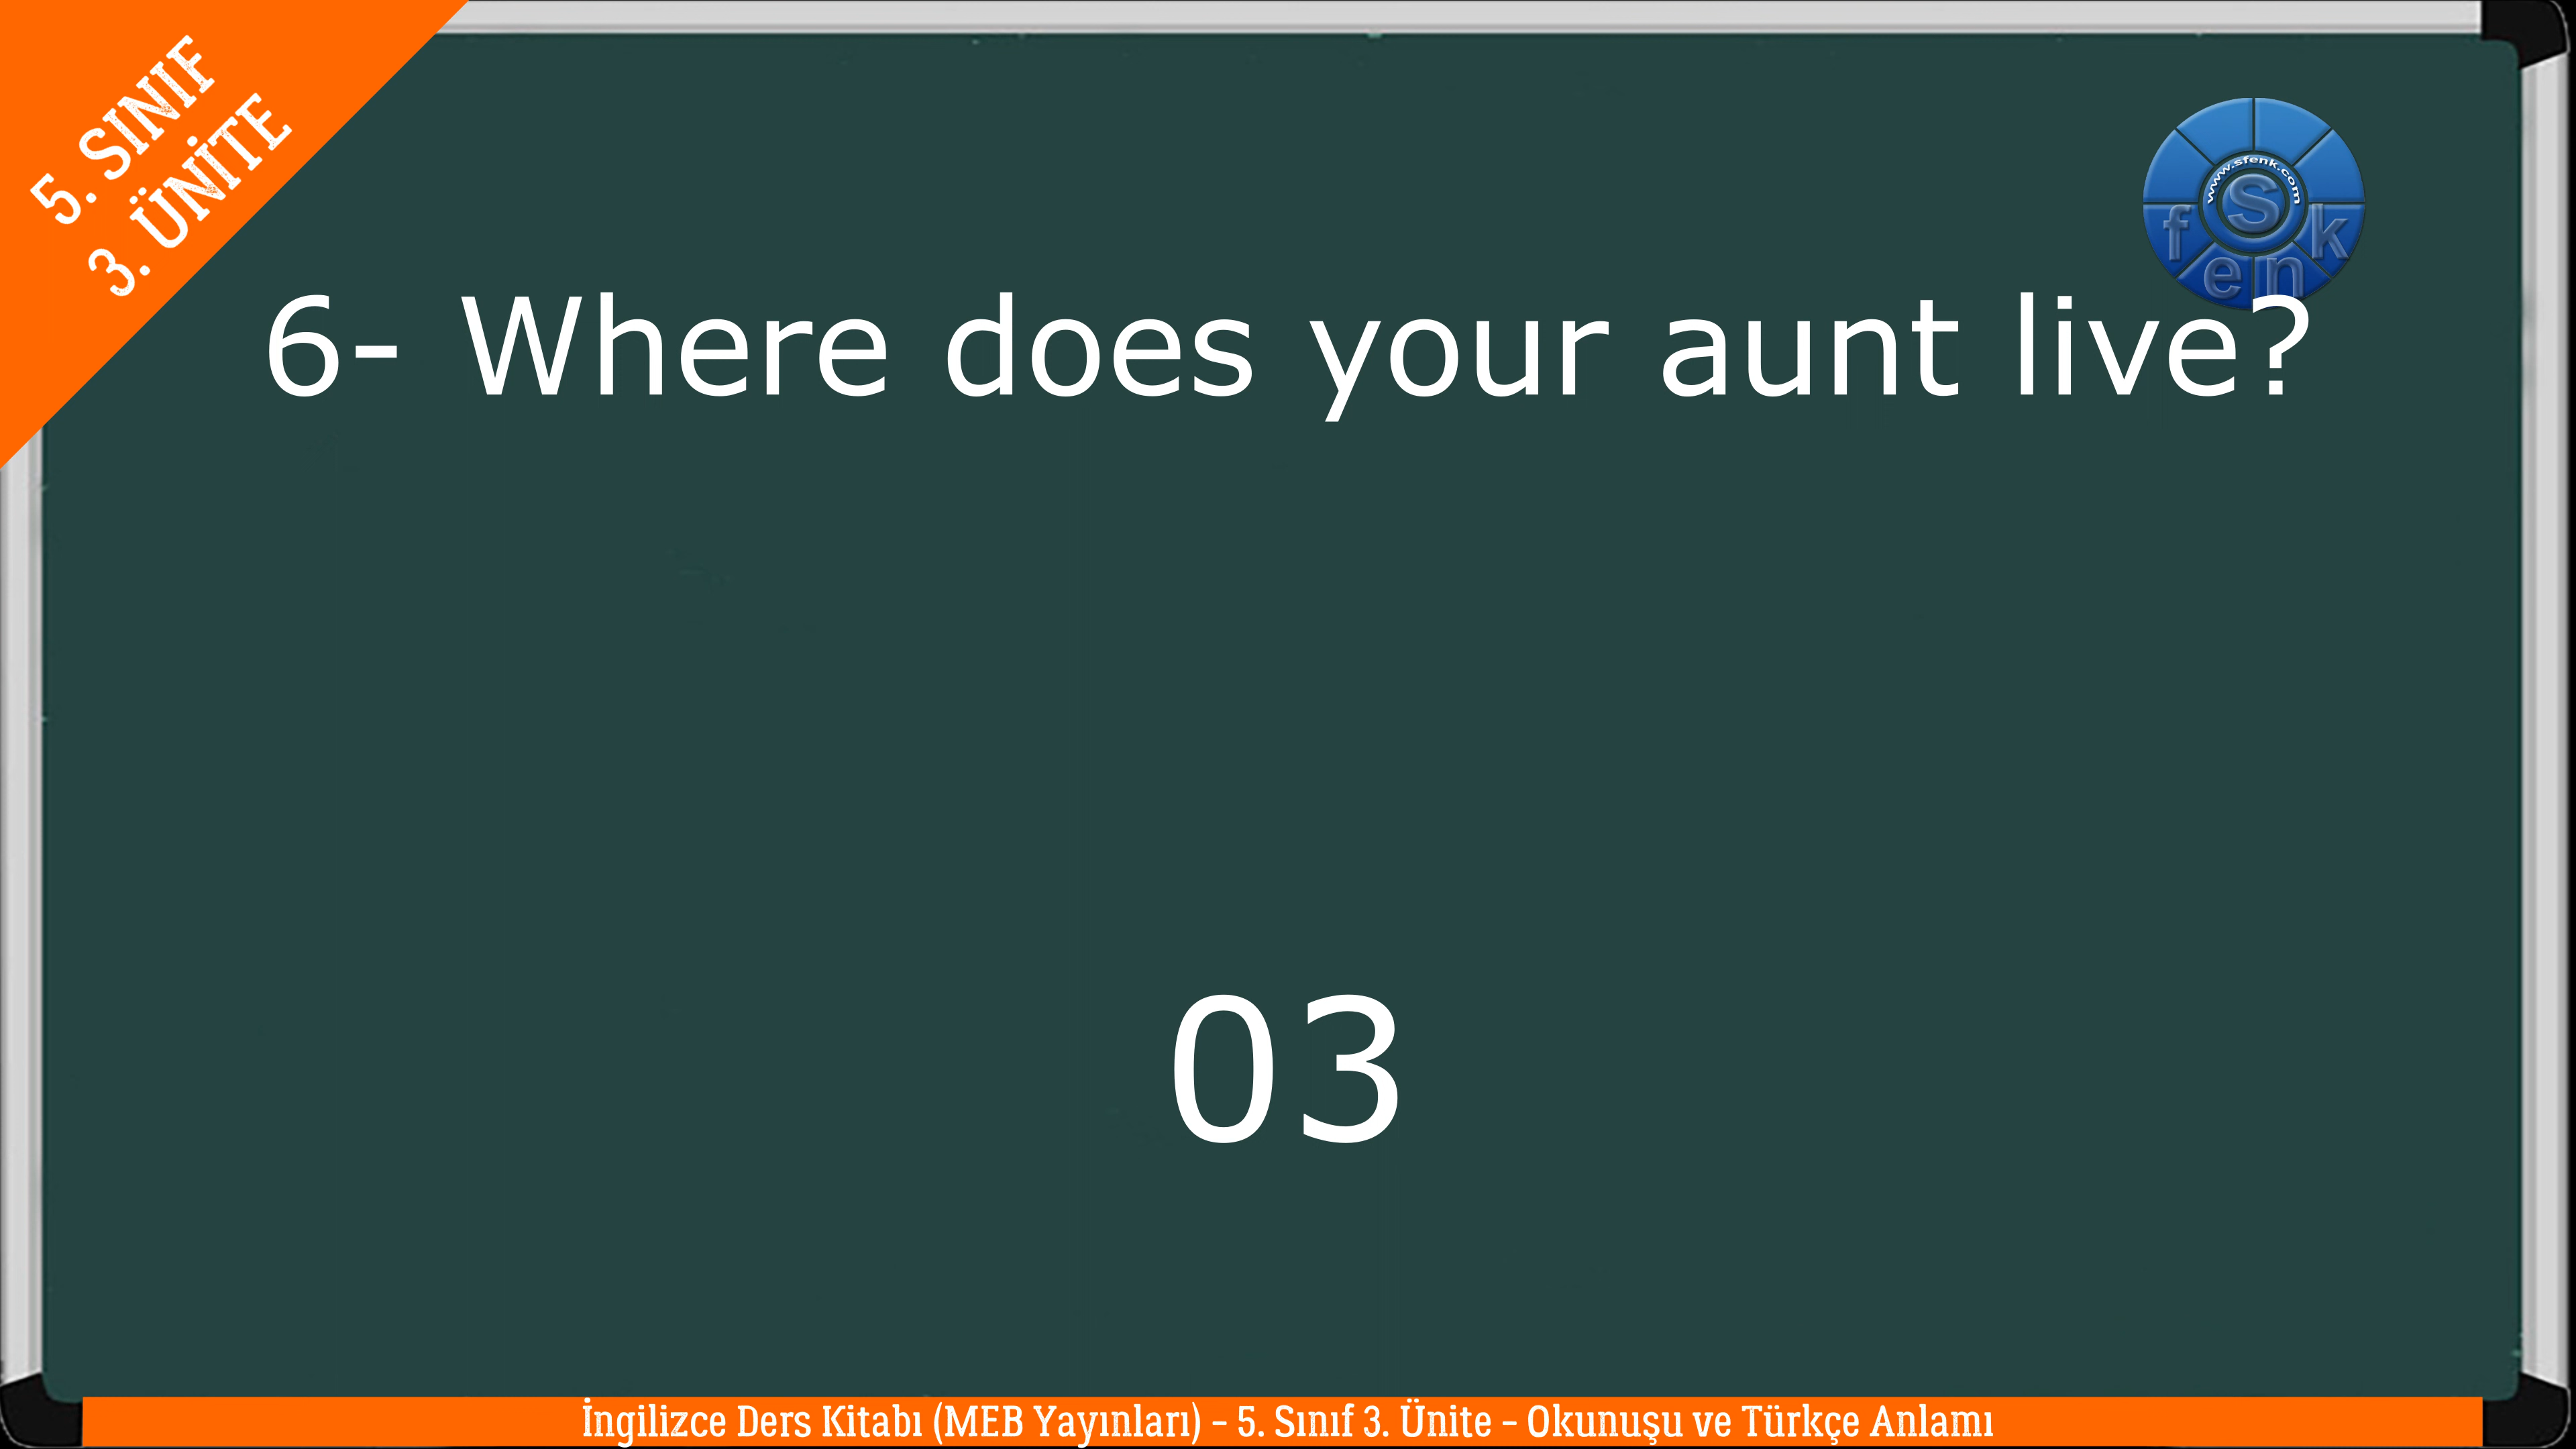 5. SINIF
3. ÜNİTE
www.sfenk.com
S
f e n k
6- Where does your aunt live?
03
İngilizce Ders Kitabı (MEB Yayınları) – 5. Sınıf 3. Ünite – Okunuşu ve Türkçe Anlamı